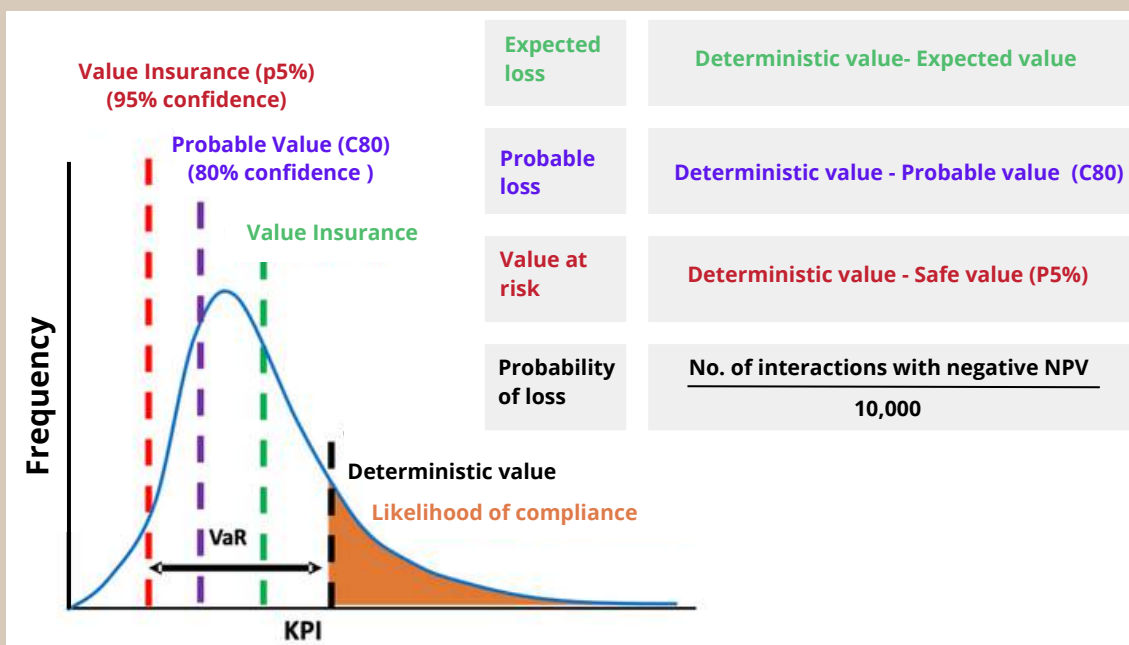 Value Insurance (p5%)
(95% confidence)
Probable Value (C80)
(80% confidence )
Value Insurance
Frequency
VaR
KPI
Deterministic value
Likelihood of compliance
Expected
loss
Deterministic value- Expected value
Probable
loss
Deterministic value - Probable value (C80)
Value at
risk
Deterministic value - Safe value (P5%)
Probability
of loss
No. of interactions with negative NPV
10,000